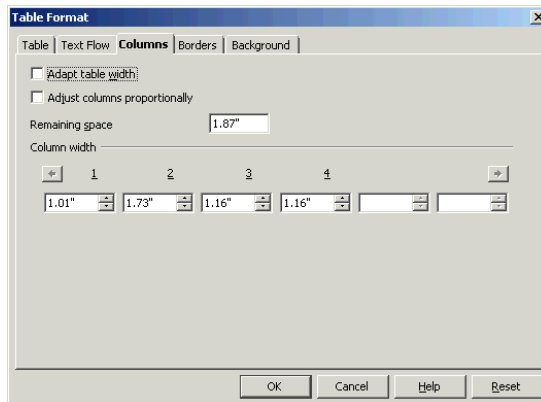 Table Format
Table Text Flow Columns Borders Background
Adapt table width
Adjust columns proportionally
Remaining space 1.87"
Column width
1 2 3 4
1.01" 1.73" 1.16" 1.16"
OK Cancel Help Reset